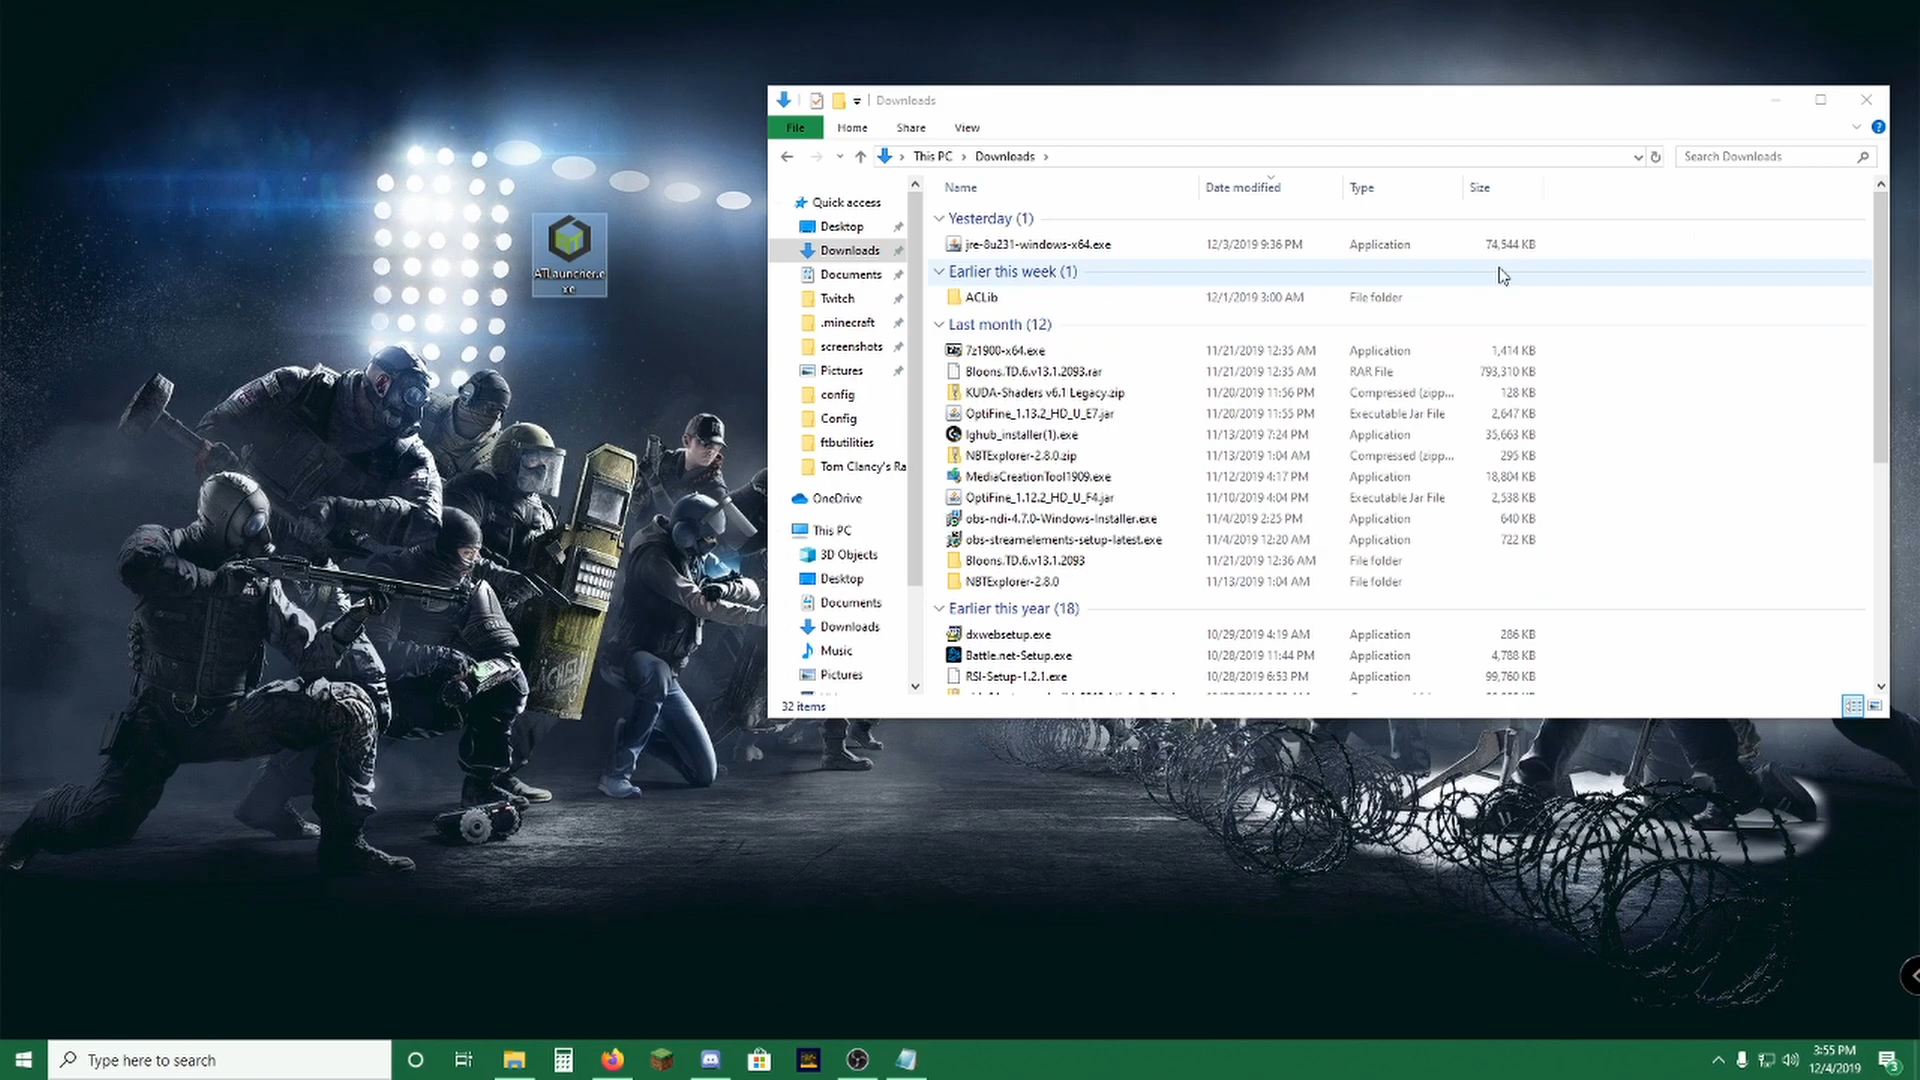 Downloads
File Home Share View
This PC Downloads
Search Downloads
Name Date modified Type Size
Quick access
Desktop
Downloads
Documents
Twitch
.minecraft
screenshots
Pictures
config
Config
ftbutilities
Tom Clancy's Ra
OneDrive
This PC
3D Objects
Desktop
Documents
Downloads
Music
Pictures
Yesterday (1)
jre-8u231-windows-x64.exe 12/3/2019 9:36 PM Application 74,544 KB
Earlier this week (1)
ACLib 12/1/2019 3:00 AM File folder
Last month (12)
7z1900-x64.exe 11/21/2019 12:35 AM Application 1,414 KB
Bloons.TD.6.v13.1.2093.rar 11/21/2019 12:35 AM RAR File 793,310 KB
KUDA-Shaders v6.1 Legacy.zip 11/20/2019 11:56 PM Compressed (zipp... 128 KB
OptiFine_1.13.2_HD_U_E7.jar 11/20/2019 11:55 PM Executable Jar File 2,647 KB
lghub_installer(1).exe 11/13/2019 7:24 PM Application 35,663 KB
NBTExplorer-2.8.0.zip 11/13/2019 1:04 AM Compressed (zipp... 295 KB
MediaCreationTool1909.exe 11/12/2019 4:17 PM Application 18,804 KB
OptiFine_1.12.2_HD_U_F4.jar 11/10/2019 4:04 PM Executable Jar File 2,538 KB
obs-ndi-4.7.0-Windows-Installer.exe 11/4/2019 2:25 PM Application 640 KB
obs-streamelements-setup-latest.exe 11/4/2019 12:20 AM Application 722 KB
Bloons.TD.6.v13.1.2093 11/21/2019 12:36 AM File folder
NBTExplorer-2.8.0 11/13/2019 1:04 AM File folder
Earlier this year (18)
dxwebsetup.exe 10/29/2019 4:19 AM Application 286 KB
Battle.net-Setup.exe 10/28/2019 11:44 PM Application 4,788 KB
RSI-Setup-1.2.1.exe 10/28/2019 6:53 PM Application 99,760 KB
32 items
ATLauncher.e
xe
Type here to search
3:55 PM
12/4/2019
3